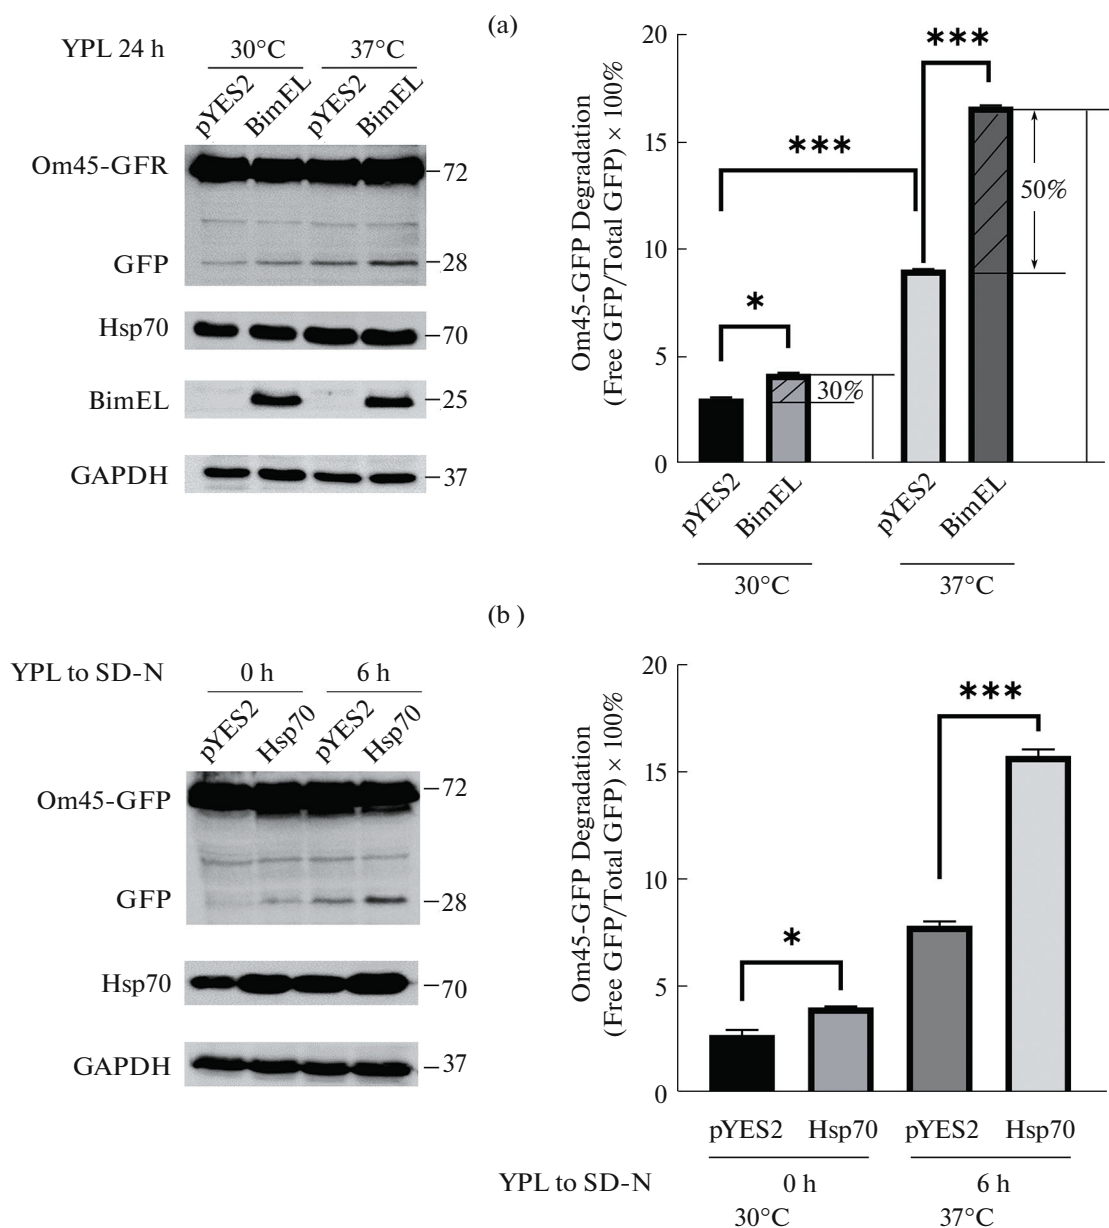 (a)
YPL 24 h
30°C 37°C
pYES2 BimEL pYES2 BimEL
Om45-GFR
72
GFP
28
Hsp70
70
BimEL
25
GAPDH
37
Om45-GFP Degradation
(Free GFP/Total GFP) × 100%
20
15
10
5
0
*
***
***
30%
50%
pYES2 BimEL pYES2 BimEL
30°C 37°C
(b )
YPL to SD-N
0 h 6 h
pYES2 Hsp70 pYES2 Hsp70
Om45-GFP
72
GFP
28
Hsp70
70
GAPDH
37
Om45-GFP Degradation
(Free GFP/Total GFP) × 100%
20
15
10
5
0
*
***
pYES2 Hsp70 pYES2 Hsp70
YPL to SD-N 0 h 6 h
30°C 37°C